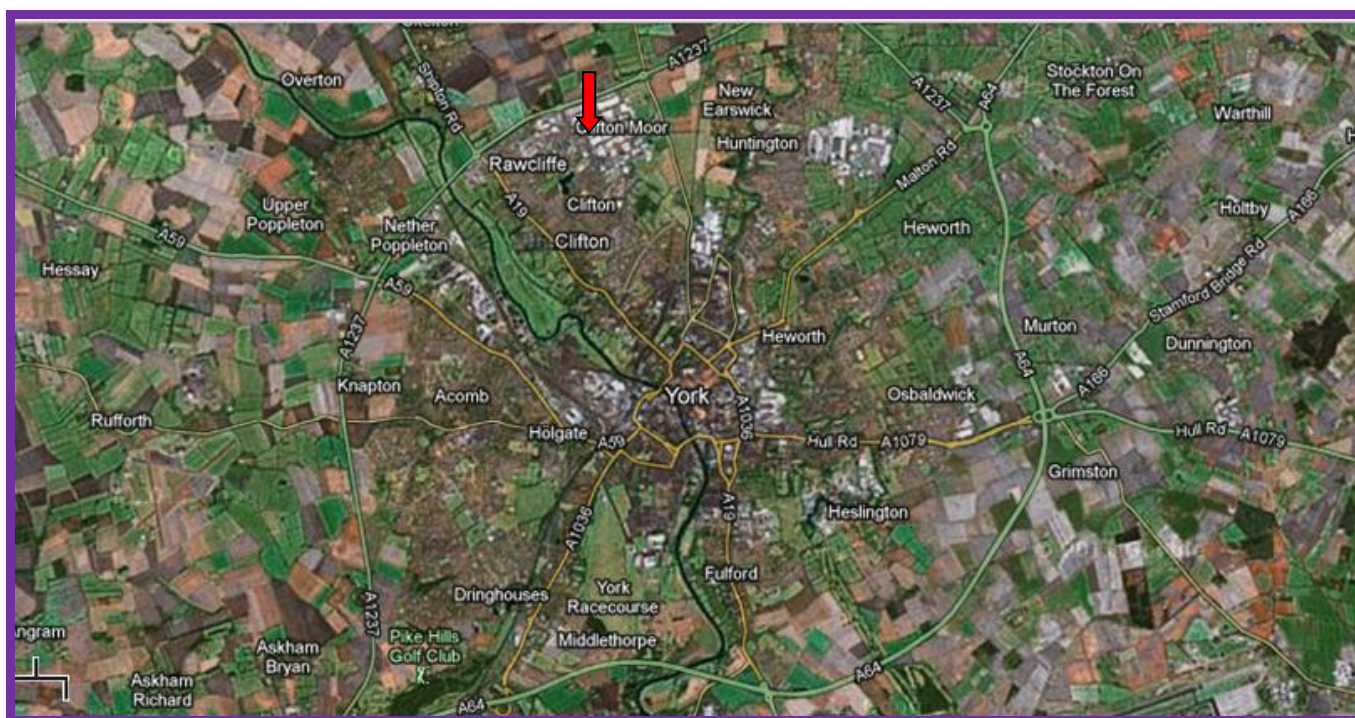 Overton
Shipton Rd
A1237
New
Earswick
A1237
A64
Stockton On
The Forest
Warthill
Clifton Moor
Huntington
Malton Rd
Rawcliffe
A19
Clifton
Upper
Poppleton
Nether
Poppleton
Clifton
Heworth
Holtby
A166
A59
A64
Stamford Bridge Rd
Hessay
A59
A1237
Heworth
Murton
Dunnington
A64
A166
Knapton
Acomb
York
Osbaldwick
Rufforth
Holgate
A59
A1036
Hull Rd
A1079
Hull Rd
A1079
Grimston
A1036
A19
Heslington
Fulford
Dringhouses
York
Racecourse
A1237
Middlethorpe
Angram
Askham
Bryan
Pike Hills
Golf Club
A64
Askham
Richard
A64